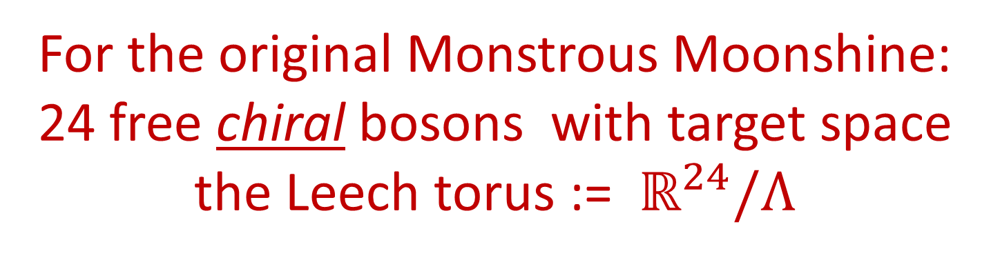 For the original Monstrous Moonshine:
24 free chiral bosons  with target space
the Leech torus :=  ℝ²⁴/Λ